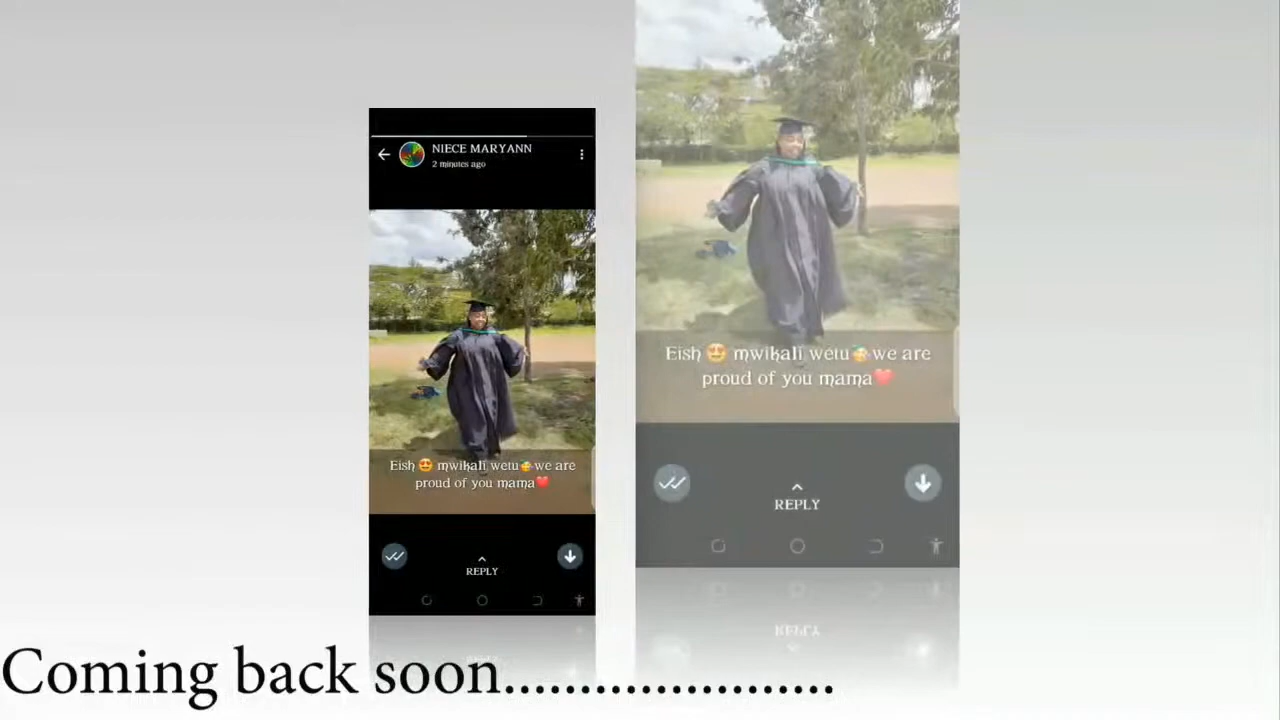 NIECE MARYANN
2 minutes ago
Eish 😍 mwikali wetu🥳we are
proud of you mama❤️
REPLY
Eish 😍 mwikali wetu🥳we are
proud of you mama❤️
REPLY
REPLY
Coming back soon......................